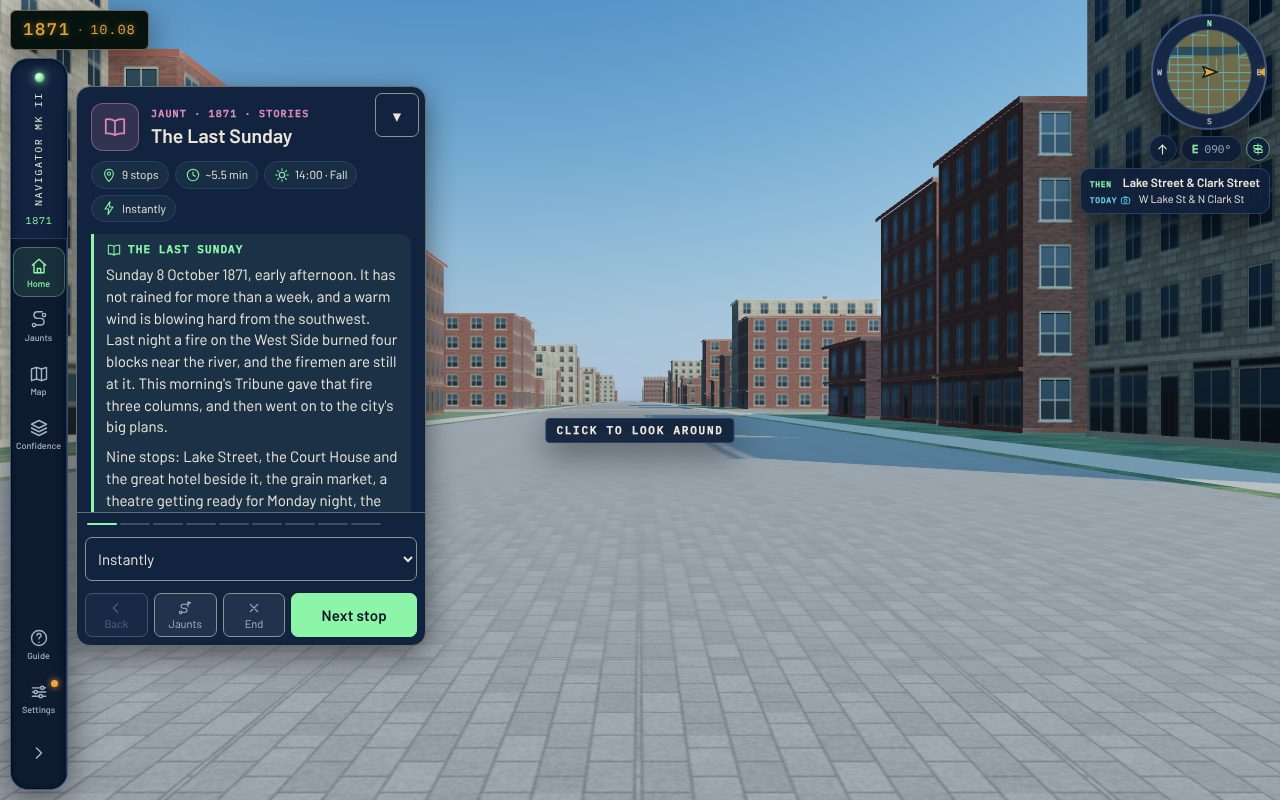 1871 · 10.08
NAVIGATOR MK II
1871
Home
Jaunts
Map
Confidence
Guide
Settings
JAUNT · 1871 · STORIES
The Last Sunday
9 stops
~5.5 min
14:00 · Fall
Instantly
THE LAST SUNDAY
Sunday 8 October 1871, early afternoon. It has
not rained for more than a week, and a warm
wind is blowing hard from the southwest.
Last night a fire on the West Side burned four
blocks near the river, and the firemen are still
at it. This morning's Tribune gave that fire
three columns, and then went on to the city's
big plans.
Nine stops: Lake Street, the Court House and
the great hotel beside it, the grain market, a
theatre getting ready for Monday night, the
Instantly
Back
Jaunts
End
Next stop
CLICK TO LOOK AROUND
N
W
S
E 090°
THEN Lake Street & Clark Street
TODAY W Lake St & N Clark St